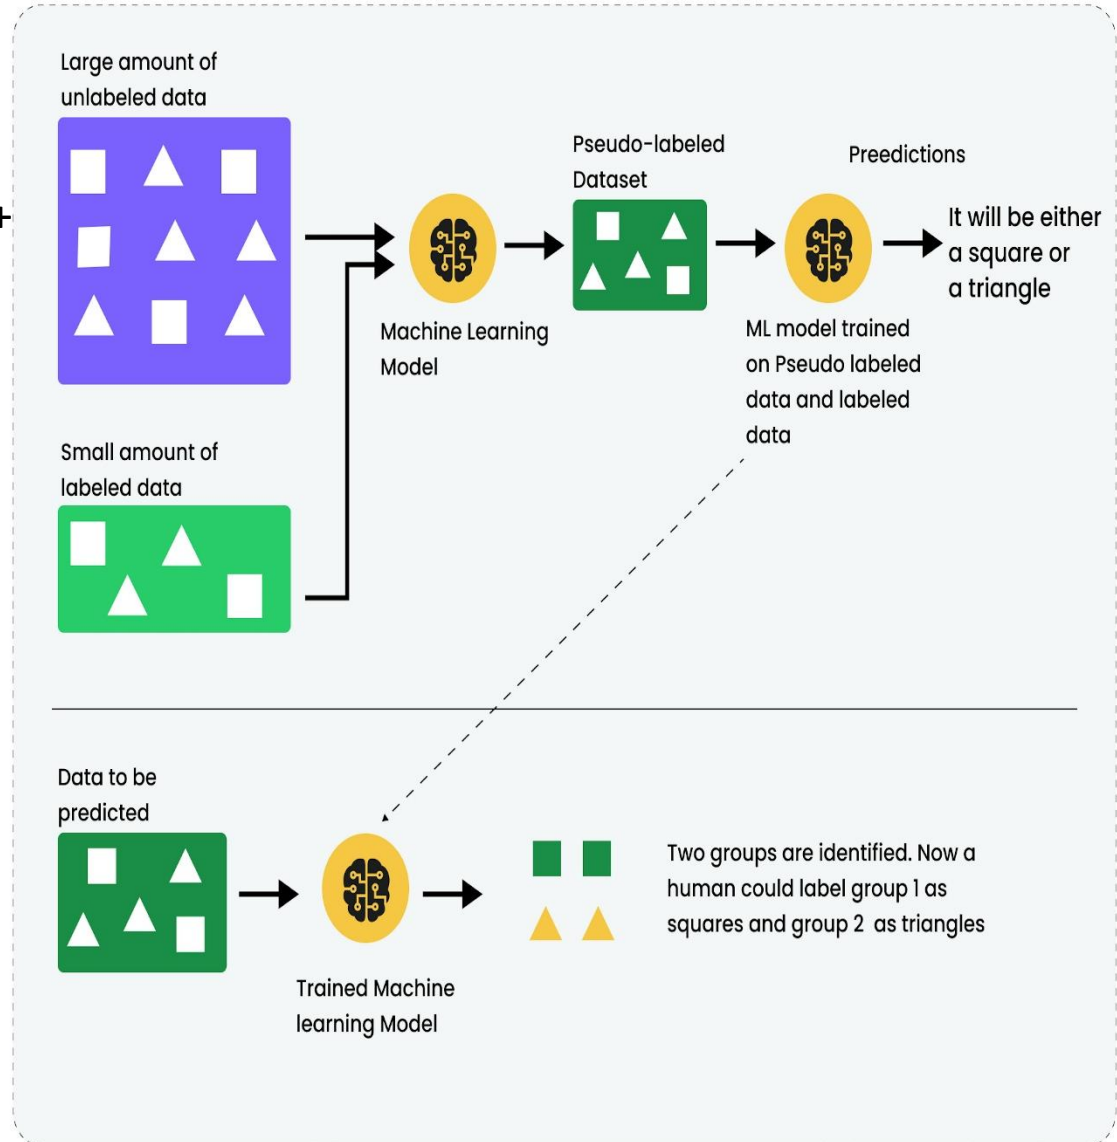 Large amount of
unlabeled data
Pseudo-labeled
Dataset
Preedictions
It will be either
a square or
a triangle
+
Machine Learning
Model
ML model trained
on Pseudo labeled
data and labeled
data
Small amount of
labeled data
Data to be
predicted
Two groups are identified. Now a
human could label group 1 as
squares and group 2 as triangles
Trained Machine
learning Model